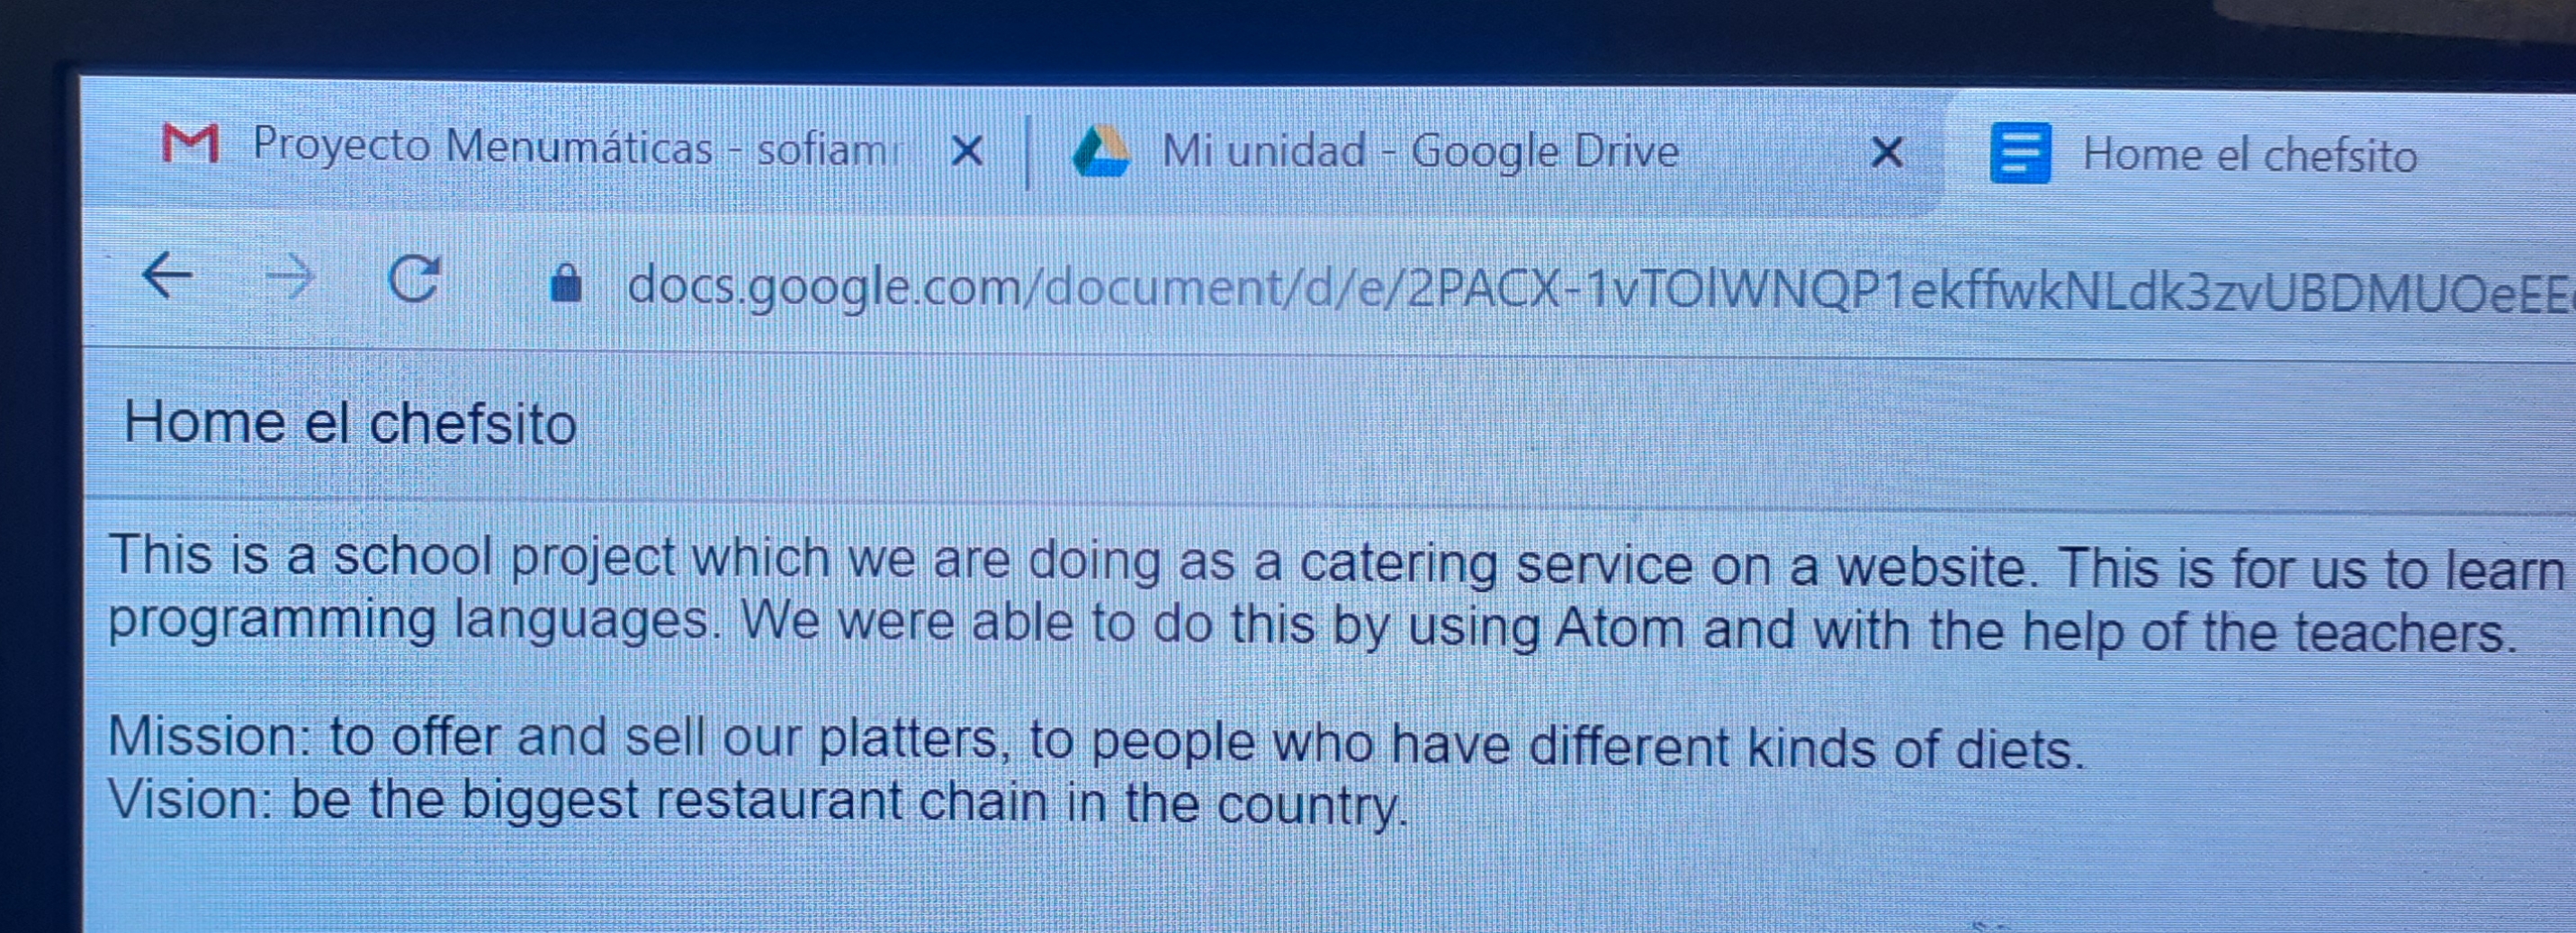 Proyecto Menumáticas - sofiam
Mi unidad - Google Drive
Home el chefsito
docs.google.com/document/d/e/2PACX-1vTOIWNQP1ekffwkNLdk3zvUBDMUOeEE
Home el chefsito
This is a school project which we are doing as a catering service on a website. This is for us to learn
programming languages. We were able to do this by using Atom and with the help of the teachers.
Mission: to offer and sell our platters, to people who have different kinds of diets.
Vision: be the biggest restaurant chain in the country.